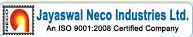 Jayaswal Neco Industries Ltd.
An ISO 9001:2008 Certified Company